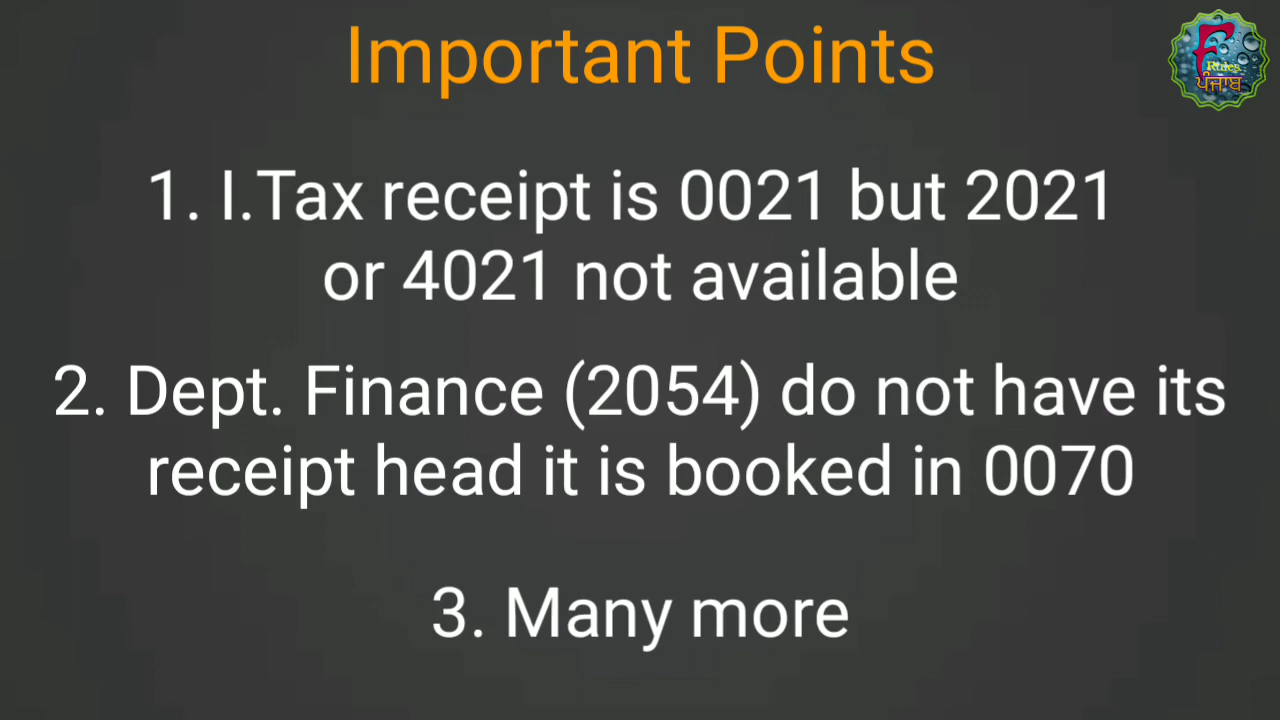 Important Points
F
Rules
ਪੰਜਾਬ
1. I.Tax receipt is 0021 but 2021
or 4021 not available
2. Dept. Finance (2054) do not have its
receipt head it is booked in 0070
3. Many more